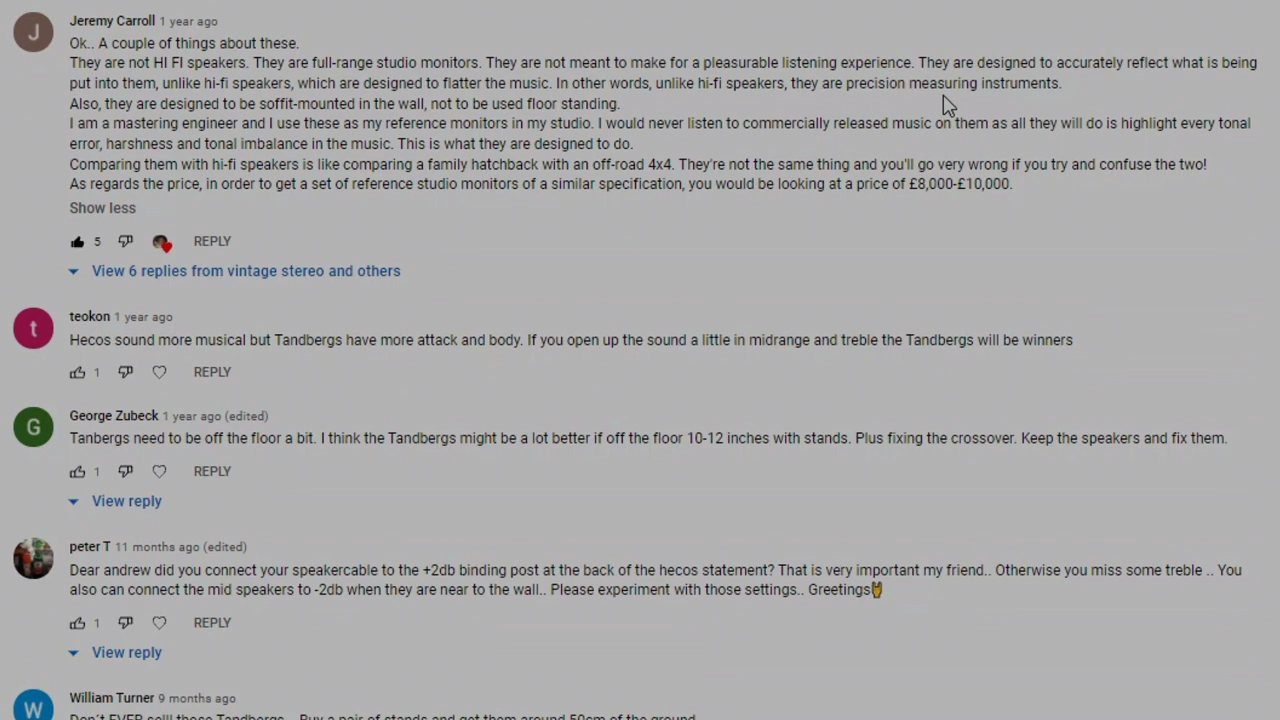 J
Jeremy Carroll 1 year ago
Ok.. A couple of things about these.
They are not HI FI speakers. They are full-range studio monitors. They are not meant to make for a pleasurable listening experience. They are designed to accurately reflect what is being
put into them, unlike hi-fi speakers, which are designed to flatter the music. In other words, unlike hi-fi speakers, they are precision measuring instruments.
Also, they are designed to be soffit-mounted in the wall, not to be used floor standing.
I am a mastering engineer and I use these as my reference monitors in my studio. I would never listen to commercially released music on them as all they will do is highlight every tonal
error, harshness and tonal imbalance in the music. This is what they are designed to do.
Comparing them with hi-fi speakers is like comparing a family hatchback with an off-road 4x4. They're not the same thing and you'll go very wrong if you try and confuse the two!
As regards the price, in order to get a set of reference studio monitors of a similar specification, you would be looking at a price of £8,000-£10,000.
Show less
5 REPLY
View 6 replies from vintage stereo and others
t
teokon 1 year ago
Hecos sound more musical but Tandbergs have more attack and body. If you open up the sound a little in midrange and treble the Tandbergs will be winners
1 REPLY
G
George Zubeck 1 year ago (edited)
Tanbergs need to be off the floor a bit. I think the Tandbergs might be a lot better if off the floor 10-12 inches with stands. Plus fixing the crossover. Keep the speakers and fix them.
1 REPLY
View reply
peter T 11 months ago (edited)
Dear andrew did you connect your speakercable to the +2db binding post at the back of the hecos statement? That is very important my friend.. Otherwise you miss some treble .. You
also can connect the mid speakers to -2db when they are near to the wall.. Please experiment with those settings.. Greetings🤘
1 REPLY
View reply
W
William Turner 9 months ago
Don't EVER selll those Tandbergs... Buy a pair of stands and get them around 50cm of the ground